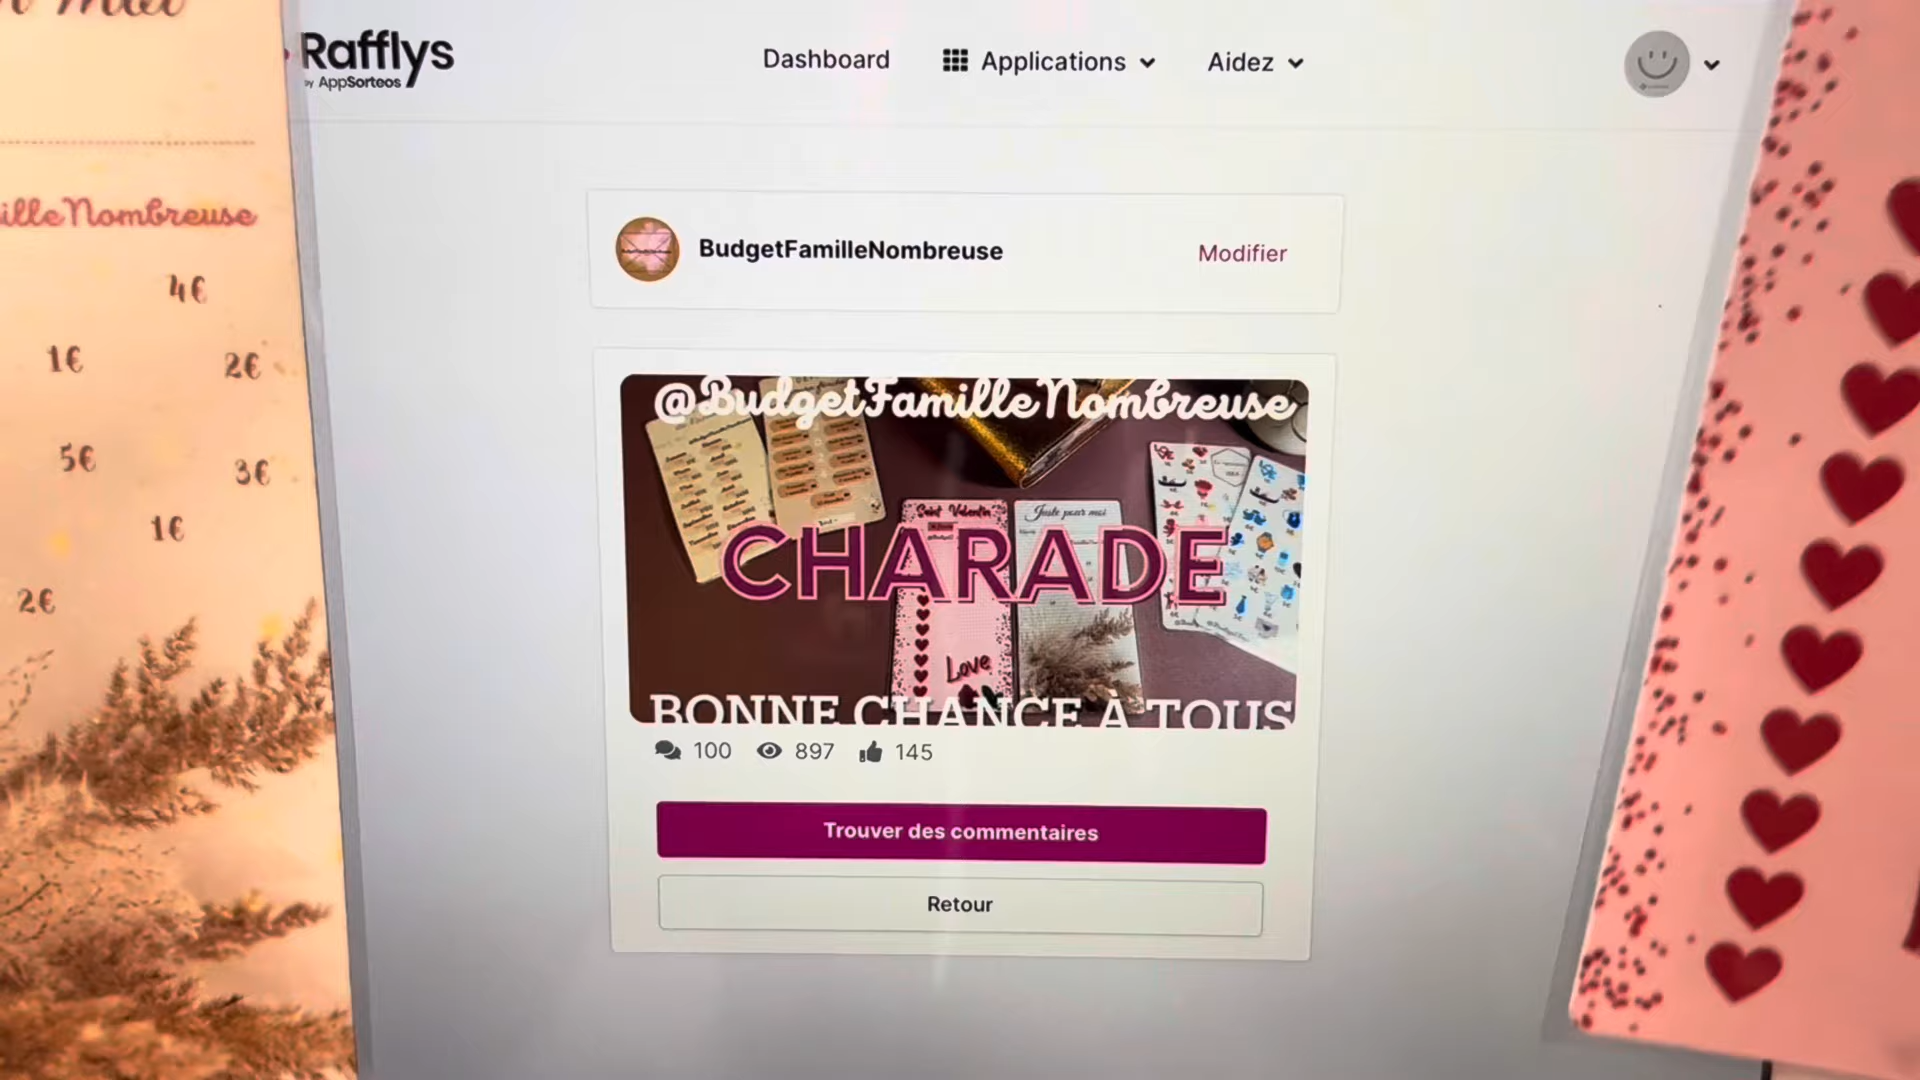 Rafflys
by AppSorteos
Dashboard
Applications
Aidez
illeNombreuse
4€
1€
2€
5€
3€
1€
2€
BudgetFamilleNombreuse
Modifier
@BudgetFamilleNombreuse
Saint Valentin
Juste pour moi
CHARADE
Love
BONNE CHANCE À TOUS
100
897
145
Trouver des commentaires
Retour